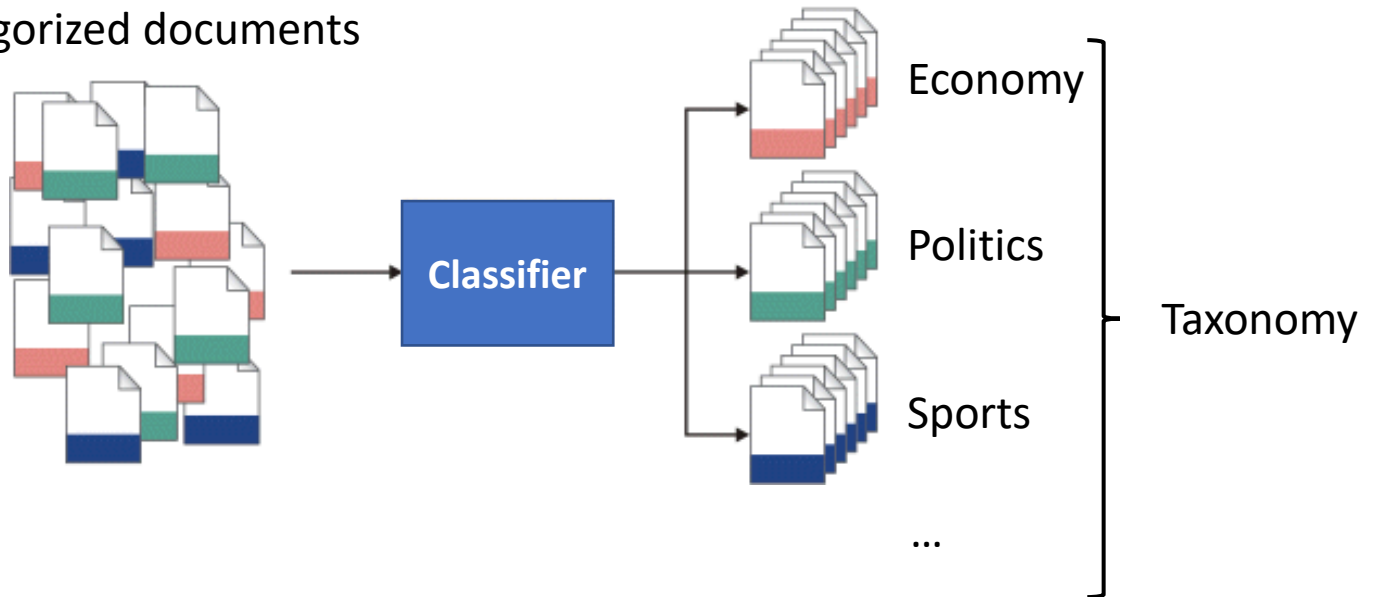 gorized documents
Economy
Politics
Classifier
Taxonomy
Sports
...